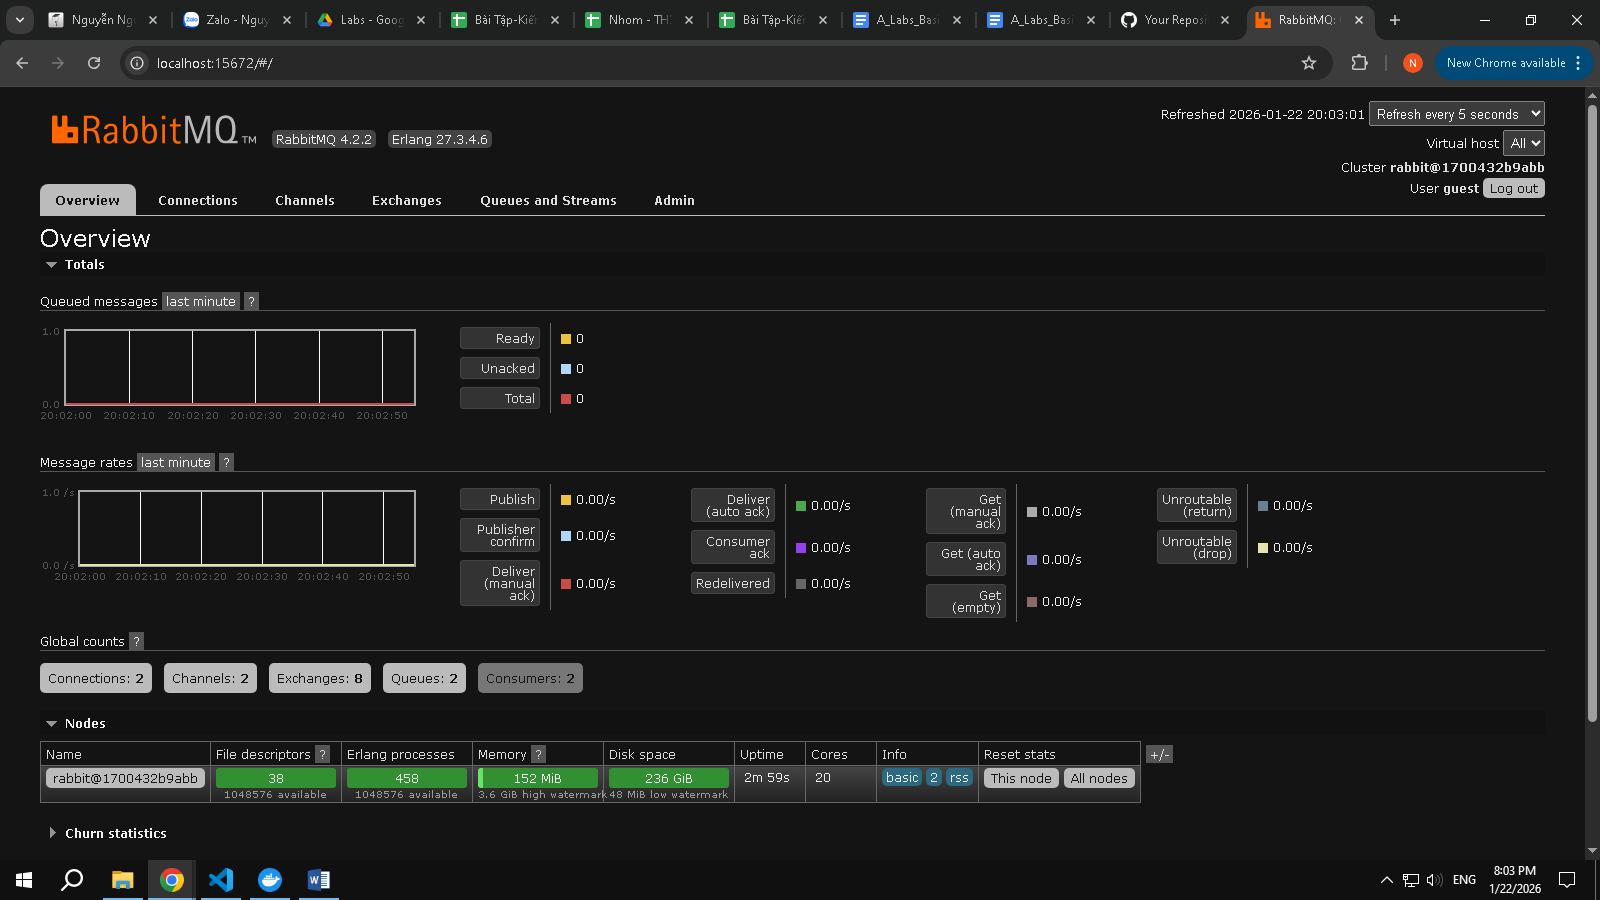 Nguyễn Ng
Zalo - Nguy
Labs - Goog
Bài Tập-Kiến
Nhom - TH
Bài Tập-Kiến
A_Labs_Basi
A_Labs_Basi
Your Reposi
RabbitMQ:
localhost:15672/#/
N
New Chrome available
RabbitMQ TM
RabbitMQ 4.2.2
Erlang 27.3.4.6
Refreshed 2026-01-22 20:03:01 Refresh every 5 seconds
Virtual host All
Cluster rabbit@1700432b9abb
User guest Log out
Overview Connections Channels Exchanges Queues and Streams Admin
Overview
Totals
Queued messages last minute ?
1.0
0.0
20:02:00 20:02:10 20:02:20 20:02:30 20:02:40 20:02:50
Ready 0
Unacked 0
Total 0
Message rates last minute ?
1.0 /s
0.0 /s
20:02:00 20:02:10 20:02:20 20:02:30 20:02:40 20:02:50
Publish 0.00/s
Publisher confirm 0.00/s
Deliver (manual ack) 0.00/s
Deliver (auto ack) 0.00/s
Consumer ack 0.00/s
Redelivered 0.00/s
Get (manual ack) 0.00/s
Get (auto ack) 0.00/s
Get (empty) 0.00/s
Unroutable (return) 0.00/s
Unroutable (drop) 0.00/s
Global counts ?
Connections: 2 Channels: 2 Exchanges: 8 Queues: 2 Consumers: 2
Nodes
Name File descriptors ? Erlang processes Memory ? Disk space Uptime Cores Info Reset stats +/-
rabbit@1700432b9abb 38 458 152 MiB 236 GiB 2m 59s 20 basic 2 rss This node All nodes
1048576 available 1048576 available 3.6 GiB high watermark 48 MiB low watermark
Churn statistics
ENG
8:03 PM
1/22/2026